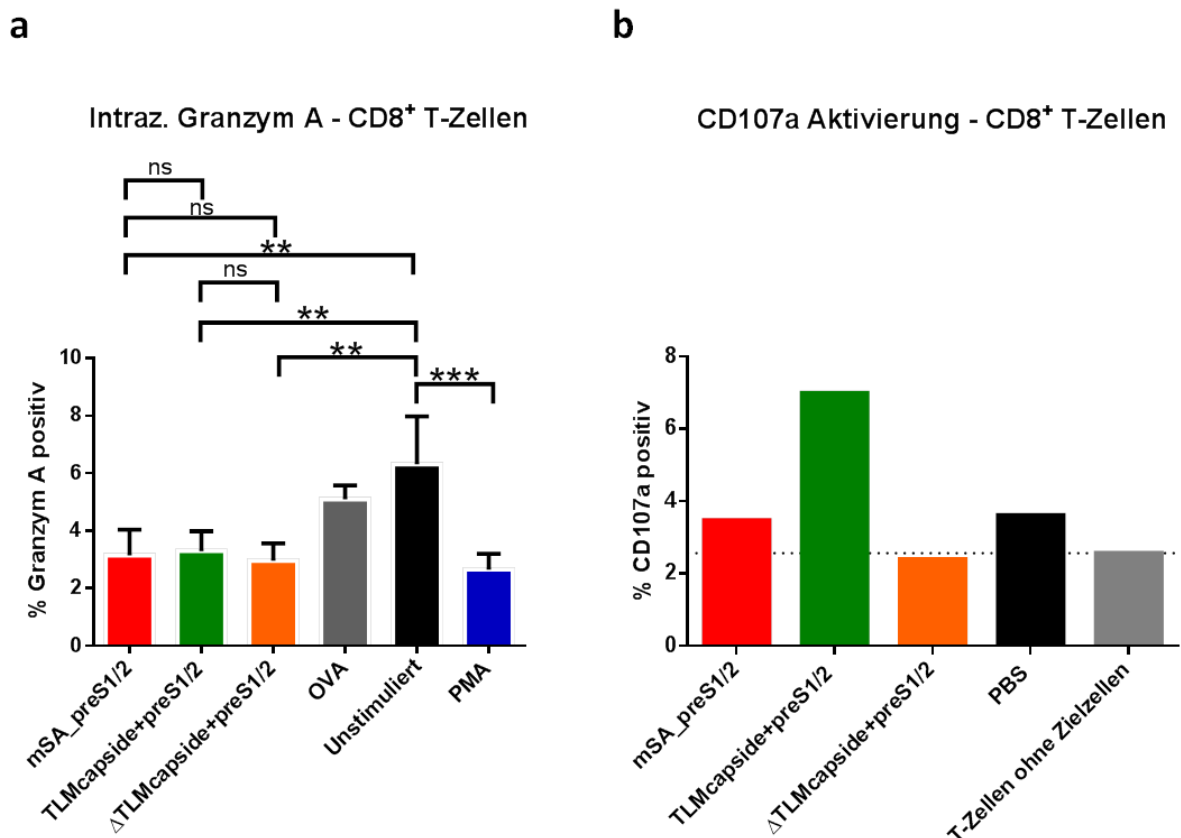 a
Intraz. Granzym A - CD8+ T-Zellen
ns
ns
**
ns
**
**
***
% Granzym A positiv
10
8
6
4
2
0
mSA_preS1/2
TLMcapside+preS1/2
ΔTLMcapside+preS1/2
OVA
Unstimuliert
PMA
b
CD107a Aktivierung - CD8+ T-Zellen
% CD107a positiv
8
6
4
2
0
mSA_preS1/2
TLMcapside+preS1/2
ΔTLMcapside+preS1/2
PBS
T-Zellen ohne Zielzellen